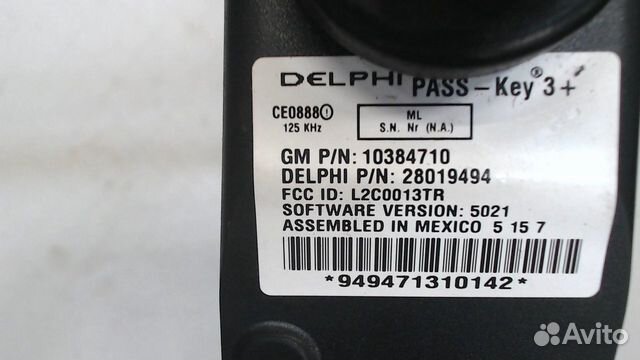 DELPHI PASS-Key® 3+
CE0888
125 KHz
ML
S.N. Nr (N.A.)
GM P/N: 10384710
DELPHI P/N: 28019494
FCC ID: L2C0013TR
SOFTWARE VERSION: 5021
ASSEMBLED IN MEXICO 5 15 7
*949471310142*
Avito